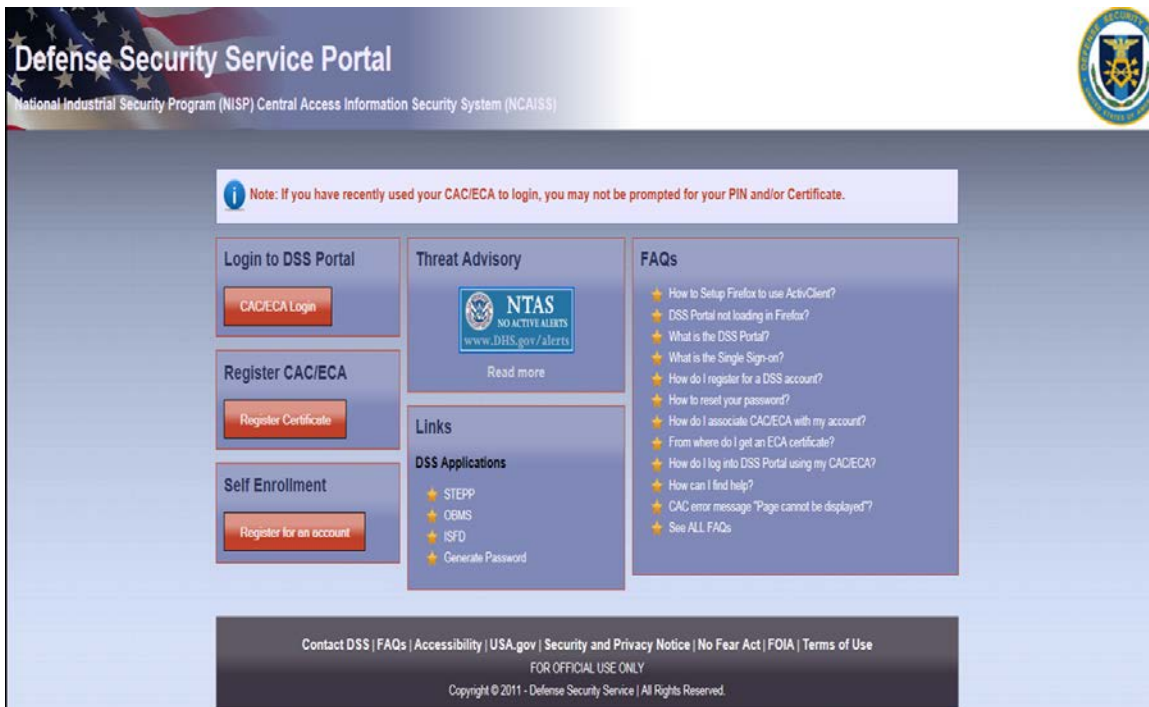 Defense Security Service Portal
National Industrial Security Program (NISP) Central Access Information Security System (NCAISS)
DEFENSE SECURITY
UNITED STATES OF AMERICA
Note: If you have recently used your CAC/ECA to login, you may not be prompted for your PIN and/or Certificate.
Login to DSS Portal
CAC/ECA Login
Register CAC/ECA
Register Certificate
Self Enrollment
Register for an account
Threat Advisory
NTAS
NO ACTIVE ALERTS
www.DHS.gov/alerts
Read more
Links
DSS Applications
STEPP
OBMS
ISFD
Generate Password
FAQs
How to Setup Firefox to use ActivClient?
DSS Portal not loading in Firefox?
What is the DSS Portal?
What is the Single Sign-on?
How do I register for a DSS account?
How to reset your password?
How do I associate CAC/ECA with my account?
From where do I get an ECA certificate?
How do I log into DSS Portal using my CAC/ECA?
How can I find help?
CAC error message "Page cannot be displayed"?
See ALL FAQs
Contact DSS | FAQs | Accessibility | USA.gov | Security and Privacy Notice | No Fear Act | FOIA | Terms of Use
FOR OFFICIAL USE ONLY
Copyright © 2011 - Defense Security Service | All Rights Reserved.